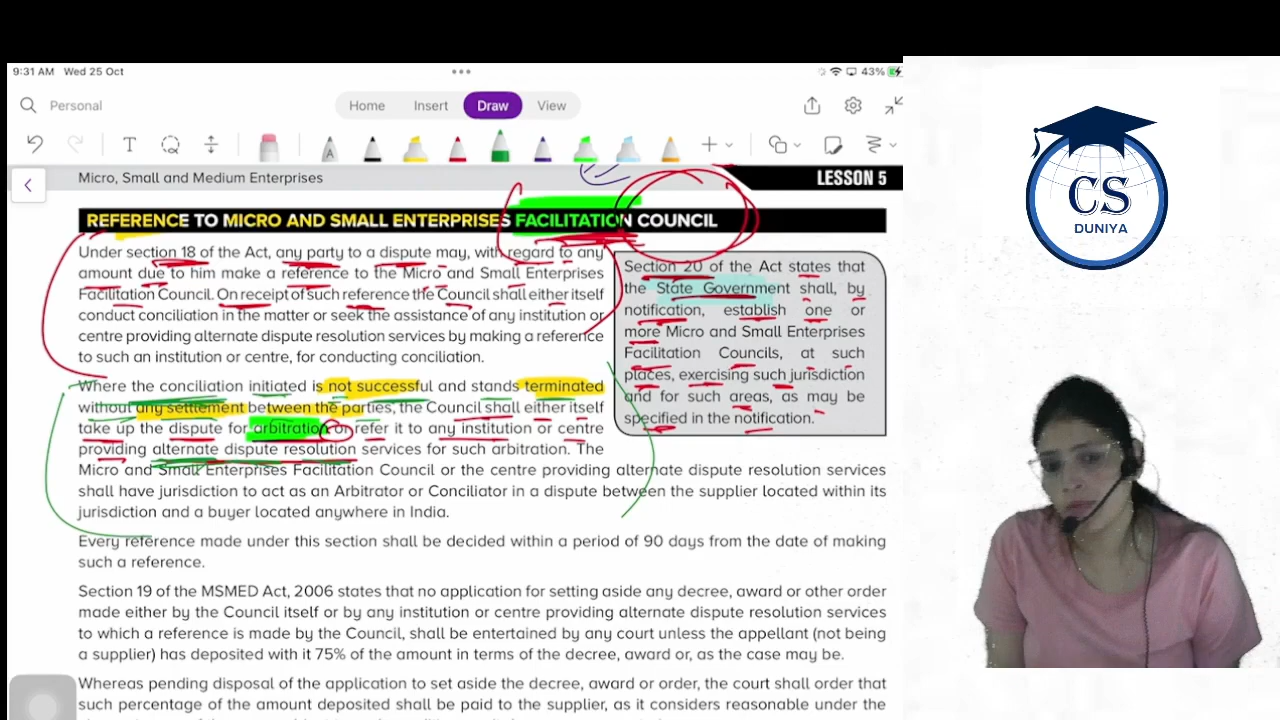 9:31 AM Wed 25 Oct
43%
Personal
Home Insert Draw View
T
A
Micro, Small and Medium Enterprises
LESSON 5
REFERENCE TO MICRO AND SMALL ENTERPRISES FACILITATION COUNCIL
Under section 18 of the Act, any party to a dispute may, with regard to any
amount due to him make a reference to the Micro and Small Enterprises
Facilitation Council. On receipt of such reference the Council shall either itself
conduct conciliation in the matter or seek the assistance of any institution or
centre providing alternate dispute resolution services by making a reference
to such an institution or centre, for conducting conciliation.
Section 20 of the Act states that
the State Government shall, by
notification, establish one or
more Micro and Small Enterprises
Facilitation Councils, at such
places, exercising such jurisdiction
and for such areas, as may be
specified in the notification.
Where the conciliation initiated is not successful and stands terminated
without any settlement between the parties, the Council shall either itself
take up the dispute for arbitration or refer it to any institution or centre
providing alternate dispute resolution services for such arbitration. The
Micro and Small Enterprises Facilitation Council or the centre providing alternate dispute resolution services
shall have jurisdiction to act as an Arbitrator or Conciliator in a dispute between the supplier located within its
jurisdiction and a buyer located anywhere in India.
Every reference made under this section shall be decided within a period of 90 days from the date of making
such a reference.
Section 19 of the MSMED Act, 2006 states that no application for setting aside any decree, award or other order
made either by the Council itself or by any institution or centre providing alternate dispute resolution services
to which a reference is made by the Council, shall be entertained by any court unless the appellant (not being
a supplier) has deposited with it 75% of the amount in terms of the decree, award or, as the case may be.
Whereas pending disposal of the application to set aside the decree, award or order, the court shall order that
such percentage of the amount deposited shall be paid to the supplier, as it considers reasonable under the
CS
DUNIYA